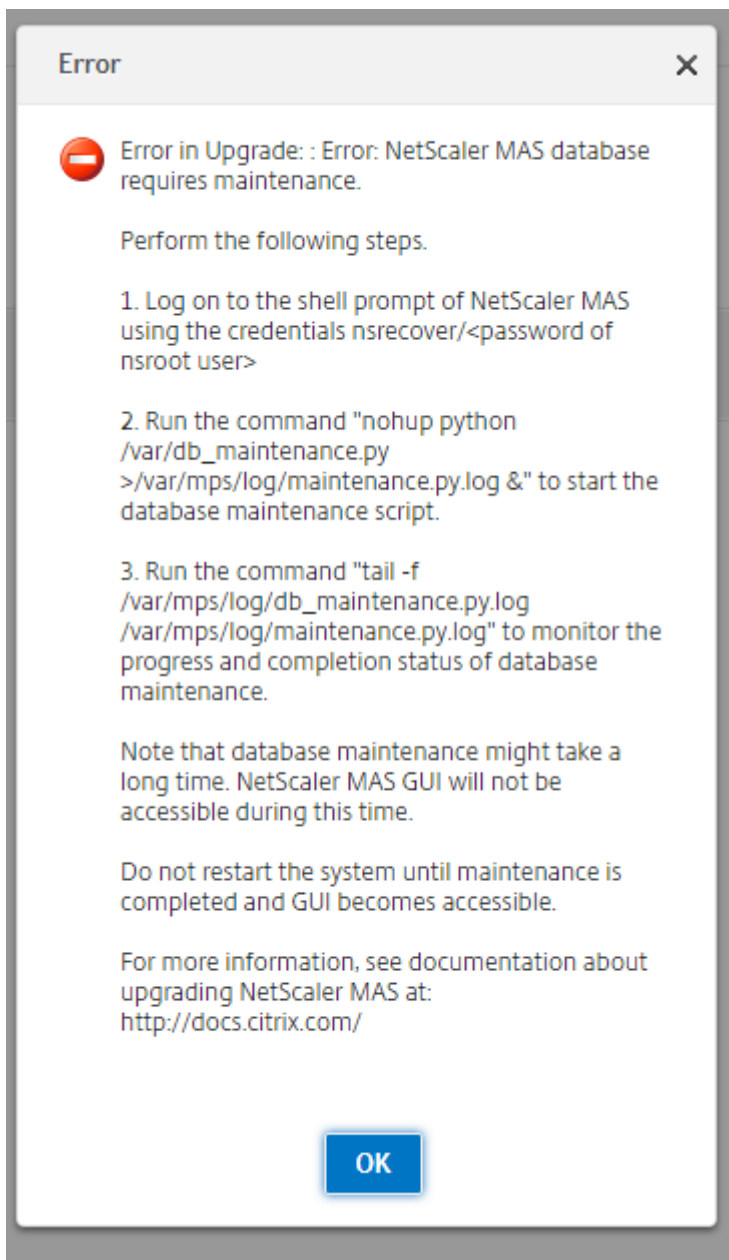 Error
Error in Upgrade: : Error: NetScaler MAS database
requires maintenance.
Perform the following steps.
1. Log on to the shell prompt of NetScaler MAS
using the credentials nsrecover/<password of
nsroot user>
2. Run the command "nohup python
/var/db_maintenance.py
>/var/mps/log/maintenance.py.log &" to start the
database maintenance script.
3. Run the command "tail -f
/var/mps/log/db_maintenance.py.log
/var/mps/log/maintenance.py.log" to monitor the
progress and completion status of database
maintenance.
Note that database maintenance might take a
long time. NetScaler MAS GUI will not be
accessible during this time.
Do not restart the system until maintenance is
completed and GUI becomes accessible.
For more information, see documentation about
upgrading NetScaler MAS at:
http://docs.citrix.com/
OK